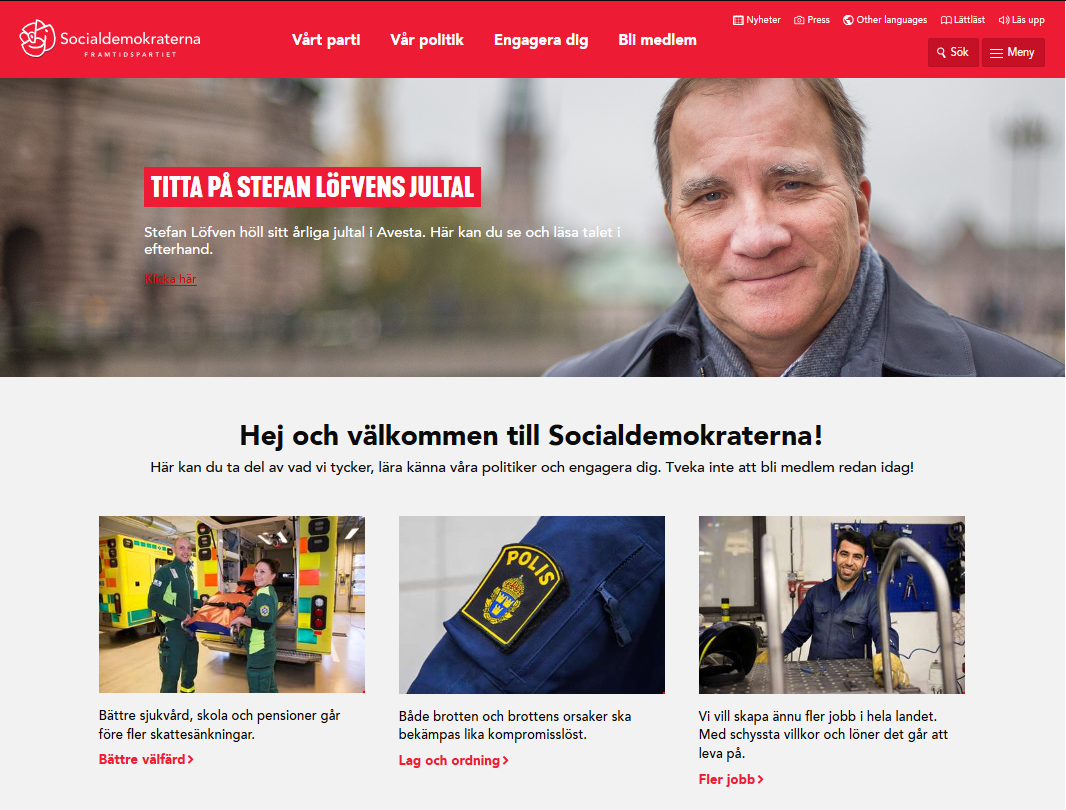 Nyheter Press Other languages Lättläst Läs upp
Socialdemokraterna
FRAMTIDSPARTIET
Vårt parti Vår politik Engagera dig Bli medlem
Sök Meny
TITTA PÅ STEFAN LÖFVENS JULTAL
Stefan Löfven höll sitt årliga jultal i Avesta. Här kan du se och läsa talet i
efterhand.
Klicka här
Hej och välkommen till Socialdemokraterna!
Här kan du ta del av vad vi tycker, lära känna våra politiker och engagera dig. Tveka inte att bli medlem redan idag!
POLIS
Bättre sjukvård, skola och pensioner går
före fler skattesänkningar.
Bättre välfärd
Både brotten och brottens orsaker ska
bekämpas lika kompromisslöst.
Lag och ordning
Vi vill skapa ännu fler jobb i hela landet.
Med schyssta villkor och löner det går att
leva på.
Fler jobb